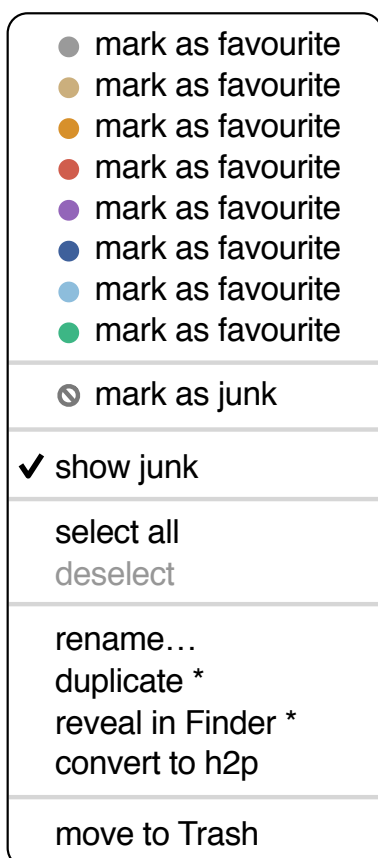 mark as favourite
mark as favourite
mark as favourite
mark as favourite
mark as favourite
mark as favourite
mark as favourite
mark as favourite
mark as junk
show junk
select all
deselect
rename…
duplicate *
reveal in Finder *
convert to h2p
move to Trash